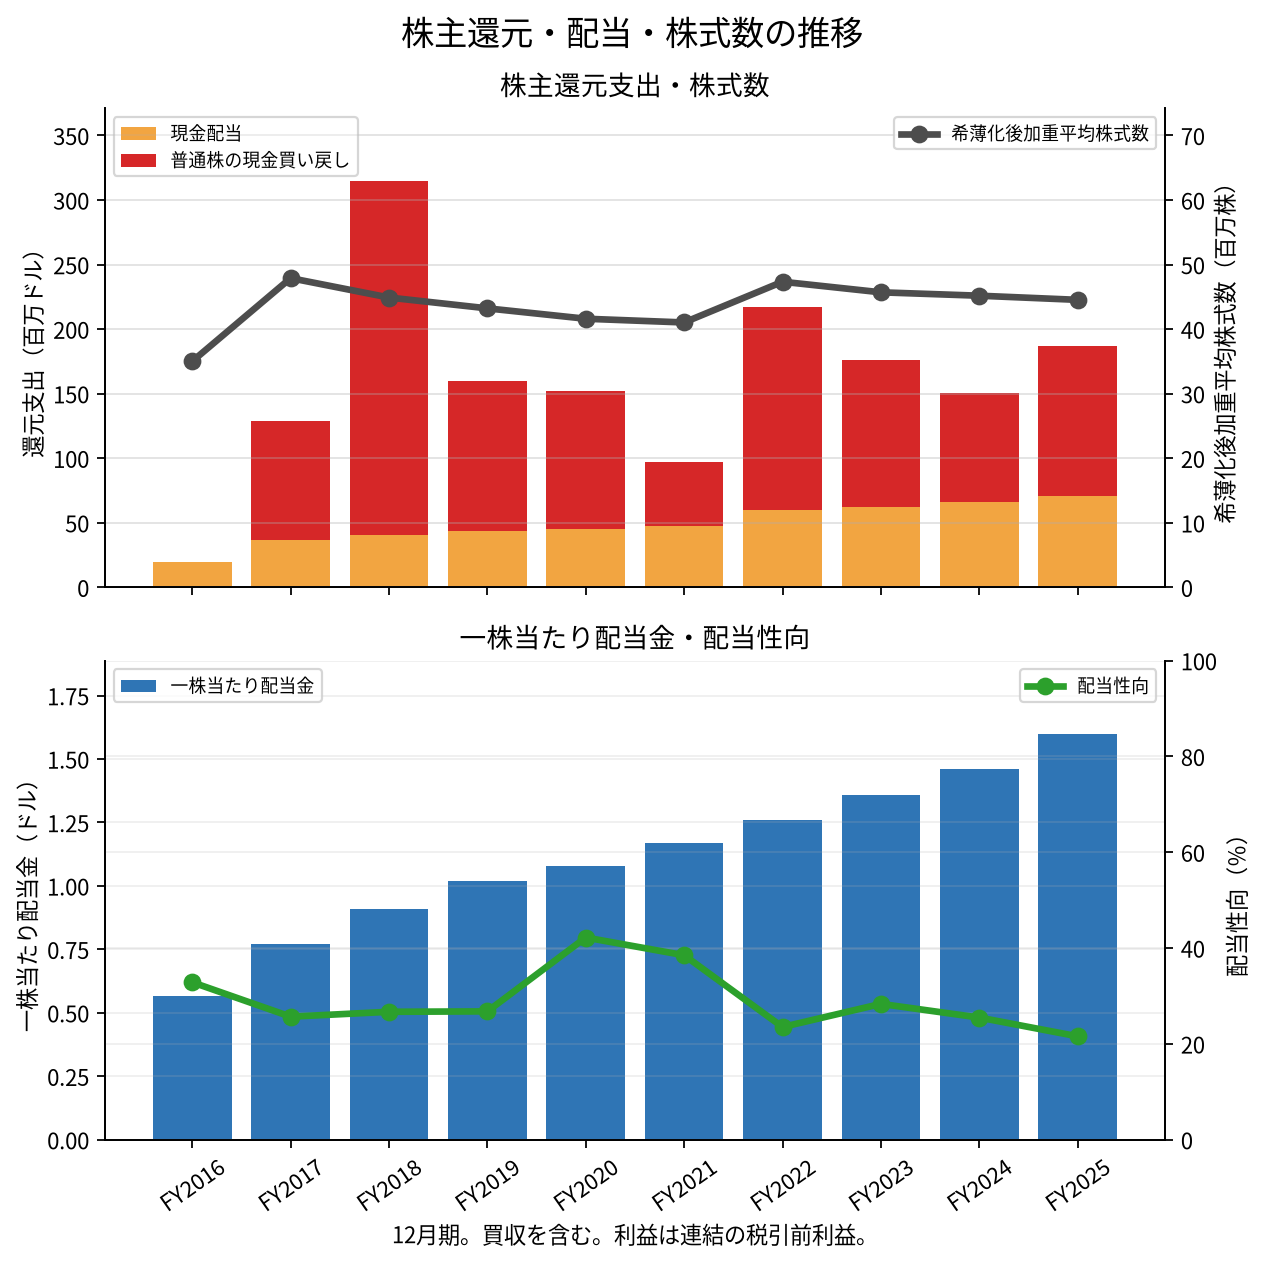 株主還元・配当・株式数の推移
株主還元支出・株式数
現金配当
普通株の現金買い戻し
希薄化後加重平均株式数
350
300
250
200
150
100
50
0
還元支出（百万ドル）
70
60
50
40
30
20
10
0
希薄化後加重平均株式数（百万株）
一株当たり配当金・配当性向
一株当たり配当金
配当性向
1.75
1.50
1.25
1.00
0.75
0.50
0.25
0.00
一株当たり配当金（ドル）
100
80
60
40
20
0
配当性向（%）
FY2016
FY2017
FY2018
FY2019
FY2020
FY2021
FY2022
FY2023
FY2024
FY2025
12月期。買収を含む。利益は連結の税引前利益。